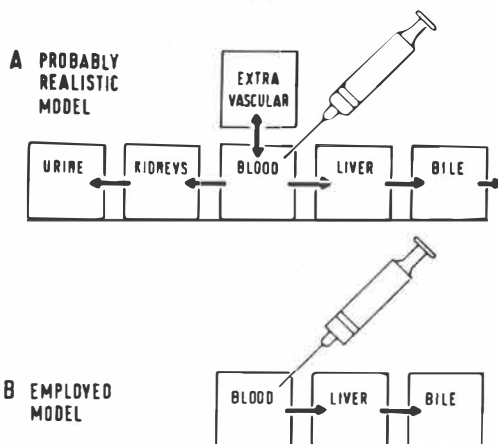 A PROBABLY
REALISTIC
MODEL
EXTRA
VASCULAR
URINE KIDNEYS BLOOD LIVER BILE
B EMPLOYED
MODEL
BLOOD LIVER BILE